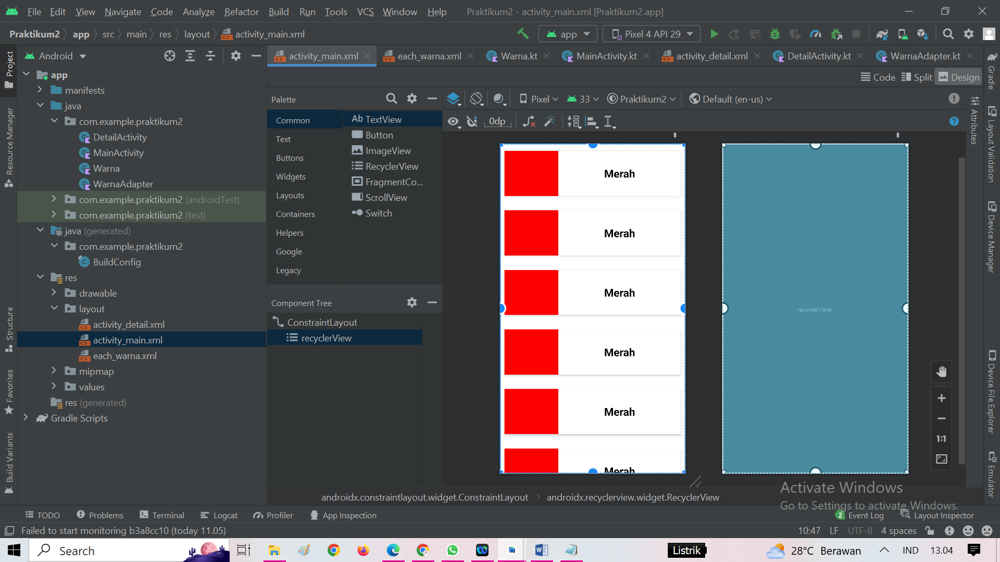 File Edit View Navigate Code Analyze Refactor Build Run Tools VCS Window Help Praktikum2 - activity_main.xml [Praktikum2.app]
Praktikum2 app src main res layout activity_main.xml app Pixel 4 API 29
Project
Resource Manager
Structure
Favorites
Build Variants
Android
app
manifests
java
com.example.praktikum2
DetailActivity
MainActivity
Warna
WarnaAdapter
com.example.praktikum2 (androidTest)
com.example.praktikum2 (test)
java (generated)
com.example.praktikum2
BuildConfig
res
drawable
layout
activity_detail.xml
activity_main.xml
each_warna.xml
mipmap
values
res (generated)
Gradle Scripts
activity_main.xml each_warna.xml Warna.kt MainActivity.kt activity_detail.xml DetailActivity.kt WarnaAdapter.kt
Code Split Design
Palette
Common
Text
Buttons
Widgets
Layouts
Containers
Helpers
Google
Legacy
Ab TextView
Button
ImageView
RecyclerView
FragmentCo...
ScrollView
Switch
Component Tree
ConstraintLayout
recyclerView
Pixel 33 Praktikum2 Default (en-us)
0dp
Merah
Merah
Merah
Merah
Merah
Merah
recyclerView
1:1
Attributes
Gradle
Layout Validation
Device Manager
Device File Explorer
Emulator
androidx.constraintlayout.widget.ConstraintLayout androidx.recyclerview.widget.RecyclerView
Activate Windows
Go to Settings to activate Windows.
TODO Problems Terminal Logcat Profiler App Inspection 2 Event Log Layout Inspector
Failed to start monitoring b3a8cc10 (today 11.05) 10:47 LF UTF-8 4 spaces
Search Listrik 28°C Berawan IND 13.04